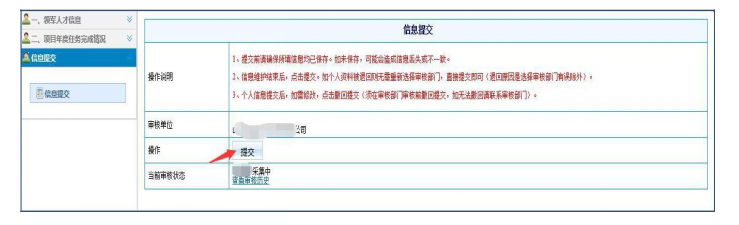 一、领军人才信息
二、项目年度任务完成情况
信息提交
信息提交
信息提交
操作说明
1、提交前请确保所填信息均已保存。如未保存，可能会造成信息丢失或不一致。
2、信息维护结束后，点击提交。如个人资料被退回则无需重新选择审核部门，直接提交即可（退回原因是选择审核部门有误除外）。
3、个人信息提交后，如需修改，点击撤回提交（须在审核部门审核前撤回提交，如无法撤回请联系审核部门）。
审核单位
公司
操作
提交
当前审核状态
采集中
查看审核历史